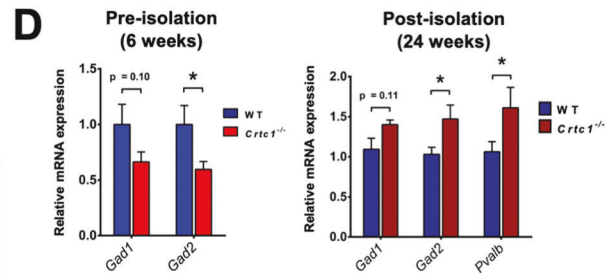 D
Pre-isolation
(6 weeks)
Relative mRNA expression
1.5
1.0
0.5
0.0
p = 0.10
*
WT
Crtc1-/-
Gad1
Gad2
Post-isolation
(24 weeks)
Relative mRNA expression
2.0
1.5
1.0
0.5
0.0
p = 0.11
*
*
WT
Crtc1-/-
Gad1
Gad2
Pvalb